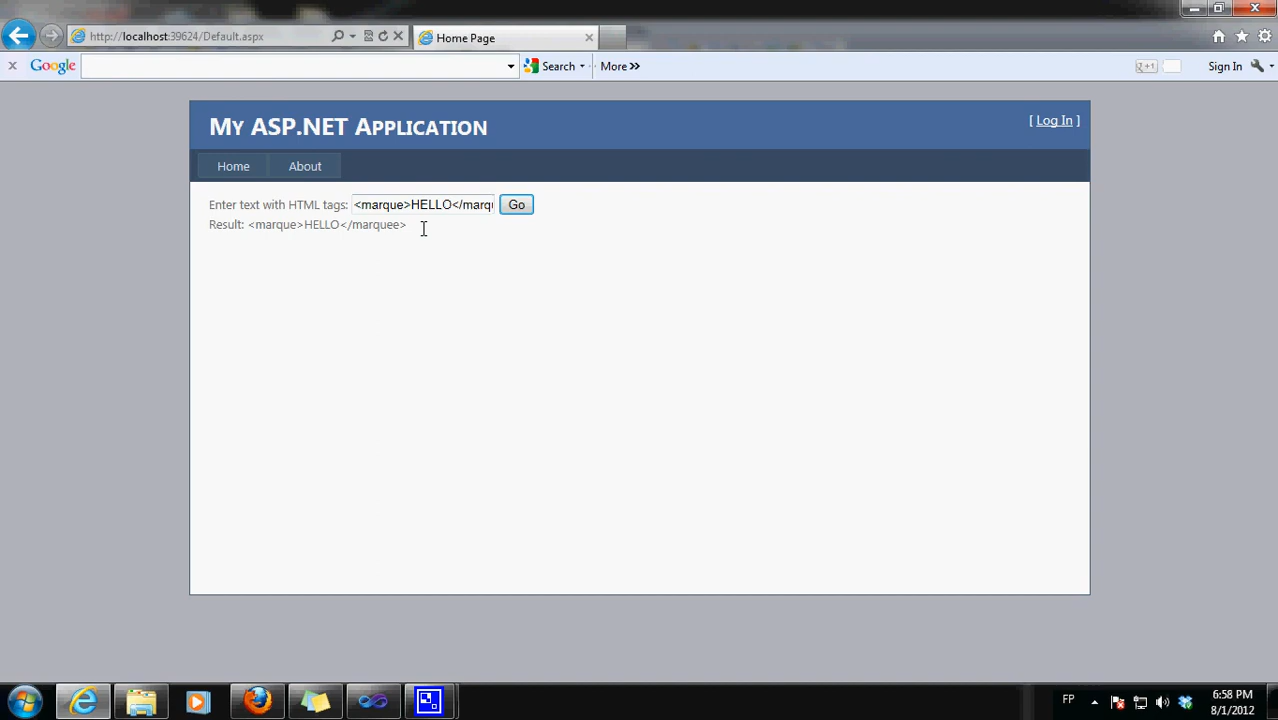 http://localhost:39624/Default.aspx
Home Page
Google
Search
More >>
g+1
Sign In
MY ASP.NET APPLICATION
[ Log In ]
Home
About
Enter text with HTML tags: <marque>HELLO</marqu
Go
Result: <marque>HELLO</marquee>
FP
6:58 PM
8/1/2012